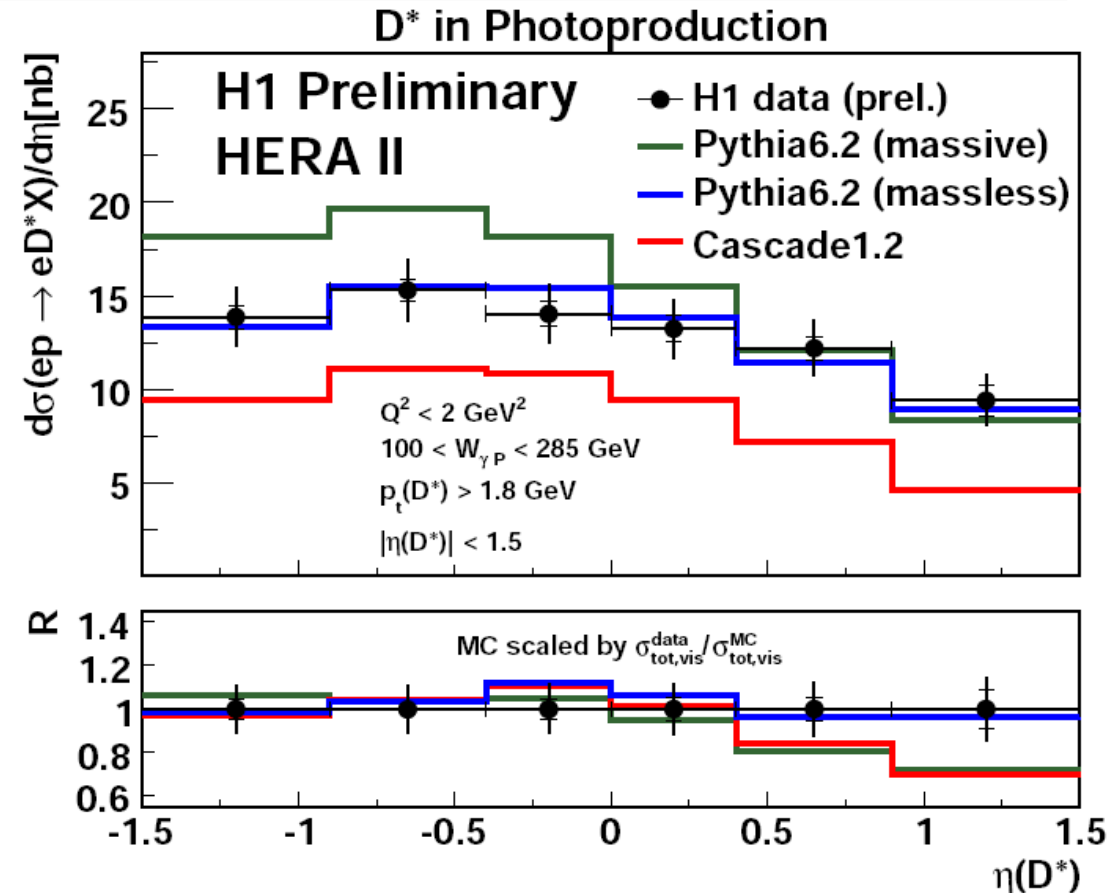 D* in Photoproduction
H1 Preliminary
HERA II
H1 data (prel.)
Pythia6.2 (massive)
Pythia6.2 (massless)
Cascade1.2
dσ(ep → eD*X)/dη[nb]
25
20
15
10
5
Q² < 2 GeV²
100 < W_γ P < 285 GeV
p_t(D*) > 1.8 GeV
|η(D*)| < 1.5
R
1.4
1.2
1
0.8
0.6
MC scaled by σ^data_tot,vis/σ^MC_tot,vis
-1.5 -1 -0.5 0 0.5 1 1.5
η(D*)